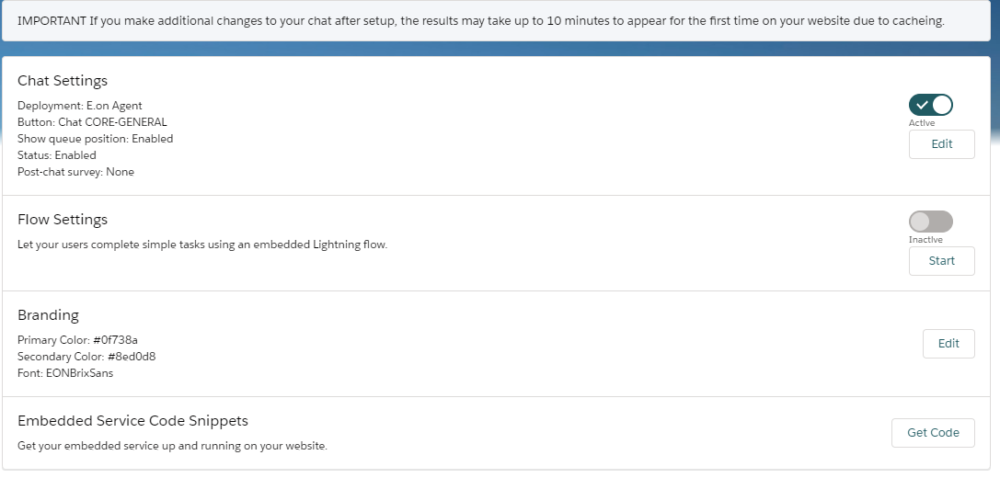 IMPORTANT If you make additional changes to your chat after setup, the results may take up to 10 minutes to appear for the first time on your website due to cacheing.
Chat Settings
Deployment: E.on Agent
Button: Chat CORE-GENERAL
Show queue position: Enabled
Status: Enabled
Post-chat survey: None
Active
Edit
Flow Settings
Let your users complete simple tasks using an embedded Lightning flow.
Inactive
Start
Branding
Primary Color: #0f738a
Secondary Color: #8ed0d8
Font: EONBrixSans
Edit
Embedded Service Code Snippets
Get your embedded service up and running on your website.
Get Code